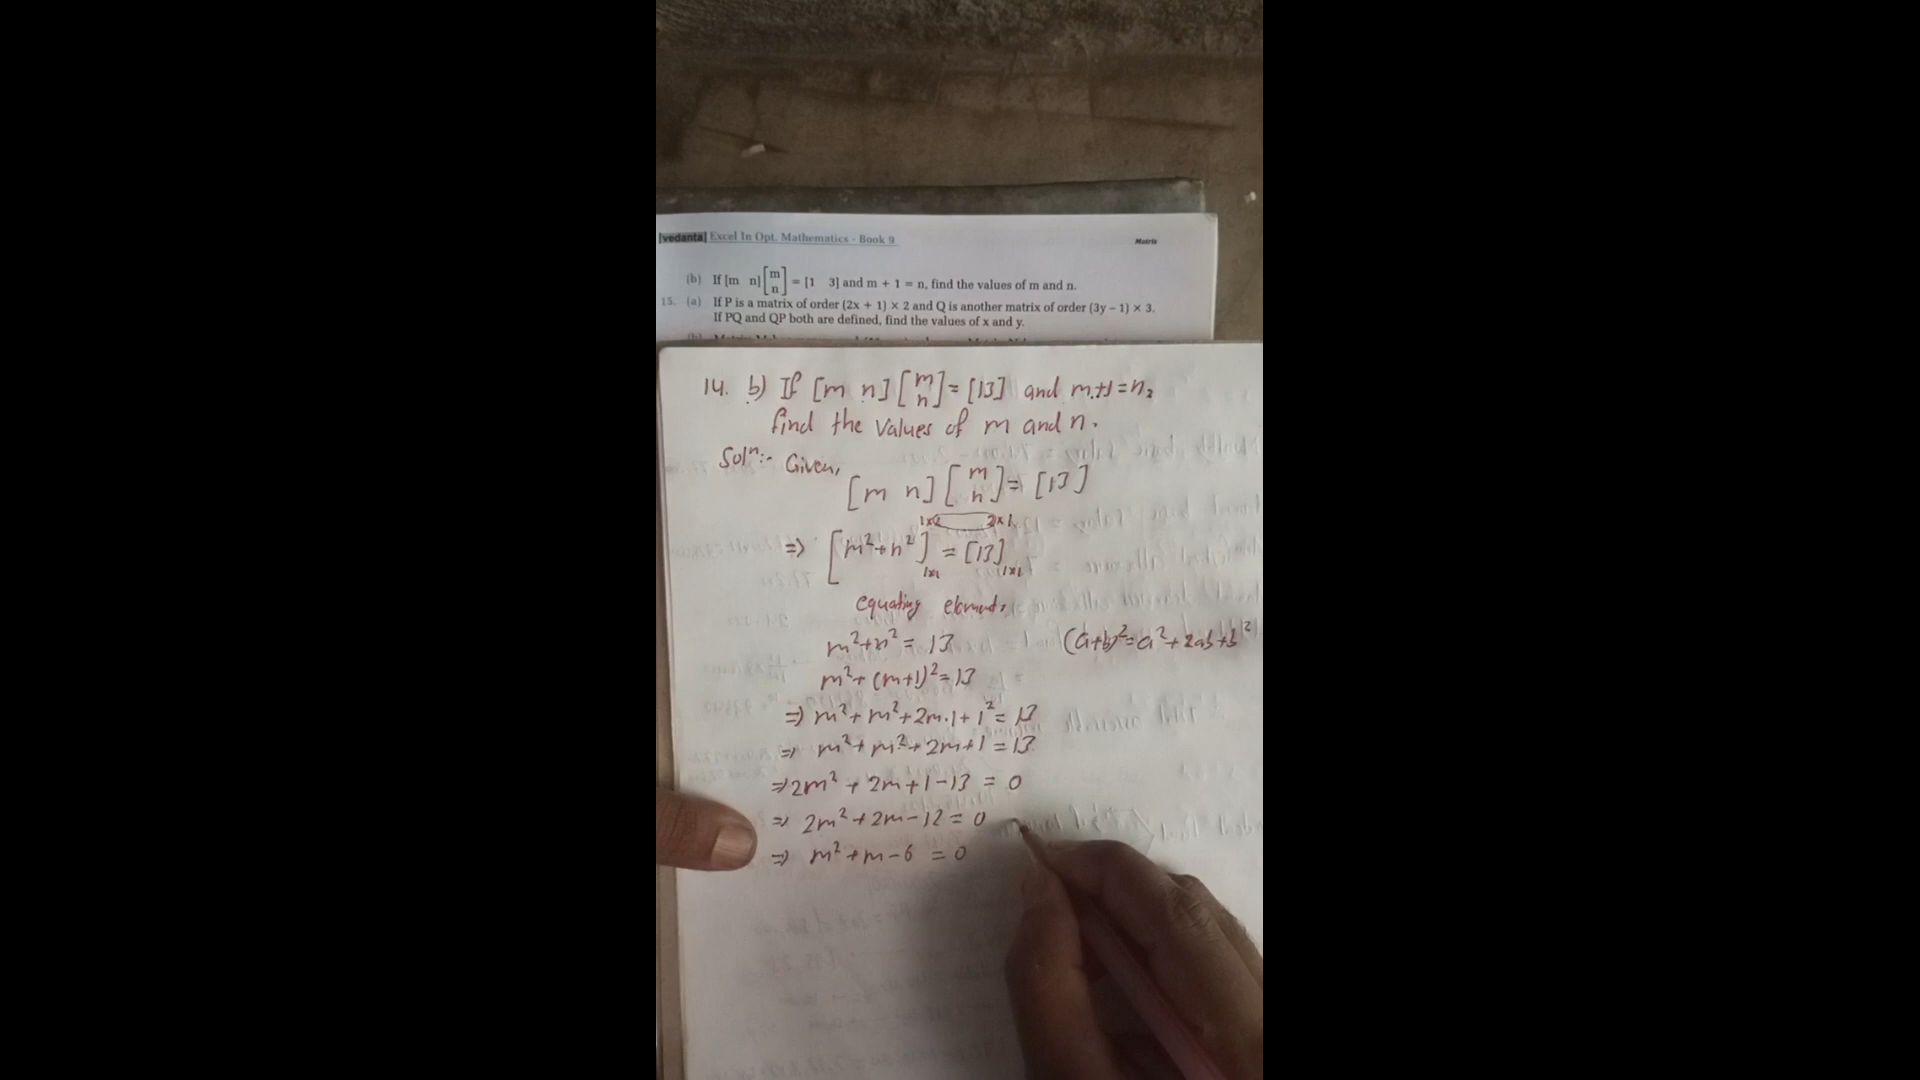 vedanta Excel In Opt. Mathematics - Book 9 Matrix
(b) If [m n] [m n] = [1 3] and m + 1 = n, find the values of m and n.
15. (a) If P is a matrix of order (2x + 1) × 2 and Q is another matrix of order (3y – 1) × 3.
If PQ and QP both are defined, find the values of x and y.
14. b) If [m n] [m n] = [13] and m+1=n,
find the values of m and n.
Solⁿ:- Given,
[m n] [m n] = [13]
1×2 2×1
=> [m²+n²] = [13]
1×1 1×1
equating element,
m²+n² = 13 (a+b)²=a²+2ab+b²
m²+(m+1)²=13
=> m²+m²+2m.1+1²=13
=> m²+m²+2m+1=13
=> 2m²+2m+1-13 = 0
=> 2m²+2m-12=0
=> m²+m-6 = 0